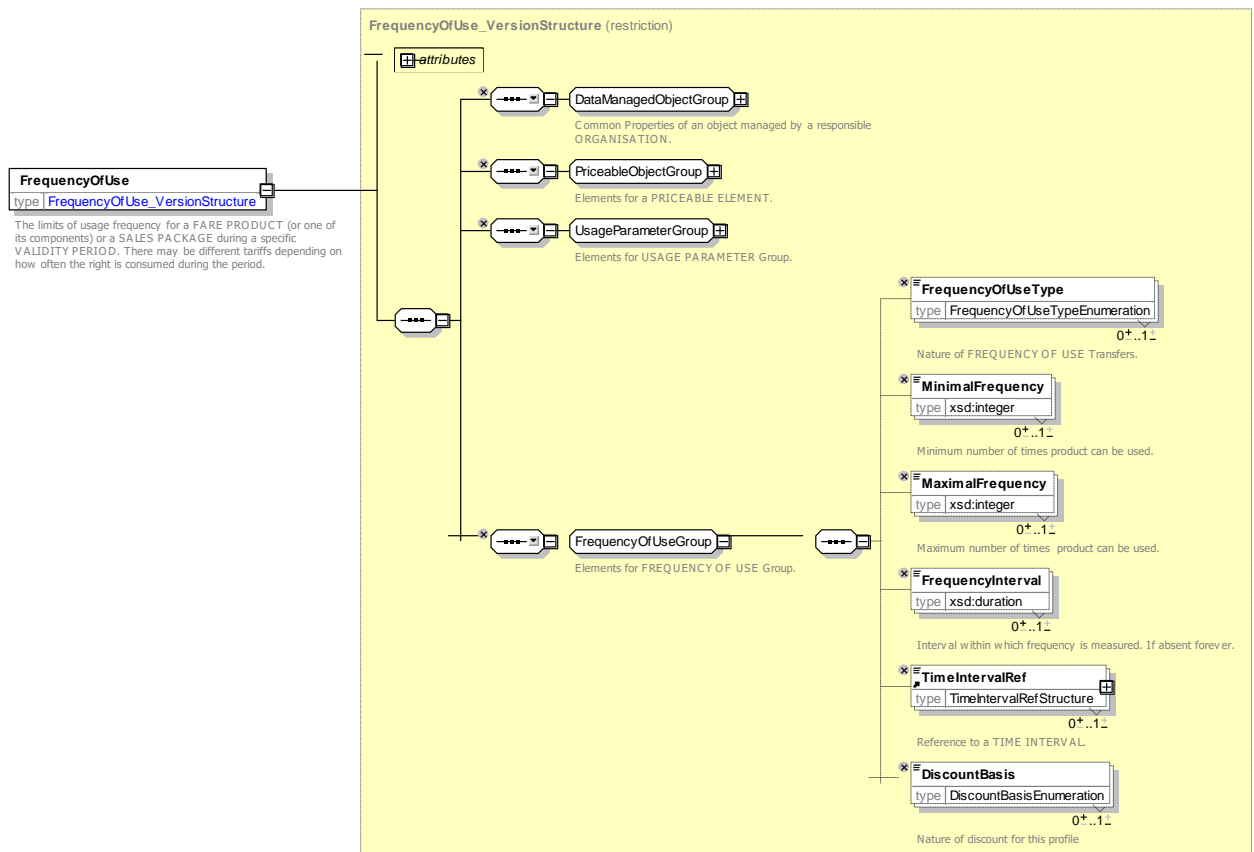 FrequencyOfUse_VersionStructure (restriction)
attributes
DataManagedObjectGroup
Common Properties of an object managed by a responsible
ORGANISATION.
PriceableObjectGroup
Elements for a PRICEABLE ELEMENT.
FrequencyOfUse
type FrequencyOfUse_VersionStructure
The limits of usage frequency for a FARE PRODUCT (or one of
its components) or a SALES PACKAGE during a specific
VALIDITY PERIOD. There may be different tariffs depending on
how often the right is consumed during the period.
UsageParameterGroup
Elements for USAGE PARAMETER Group.
FrequencyOfUseType
type FrequencyOfUseTypeEnumeration
0±..1±
Nature of FREQUENCY OF USE Transfers.
MinimalFrequency
type xsd:integer
0±..1±
Minimum number of times product can be used.
MaximalFrequency
type xsd:integer
0±..1±
Maximum number of times product can be used.
FrequencyOfUseGroup
Elements for FREQUENCY OF USE Group.
FrequencyInterval
type xsd:duration
0±..1±
Interval within which frequency is measured. If absent forever.
TimeIntervalRef
type TimeIntervalRefStructure
0±..1±
Reference to a TIME INTERVAL.
DiscountBasis
type DiscountBasisEnumeration
0±..1±
Nature of discount for this profile